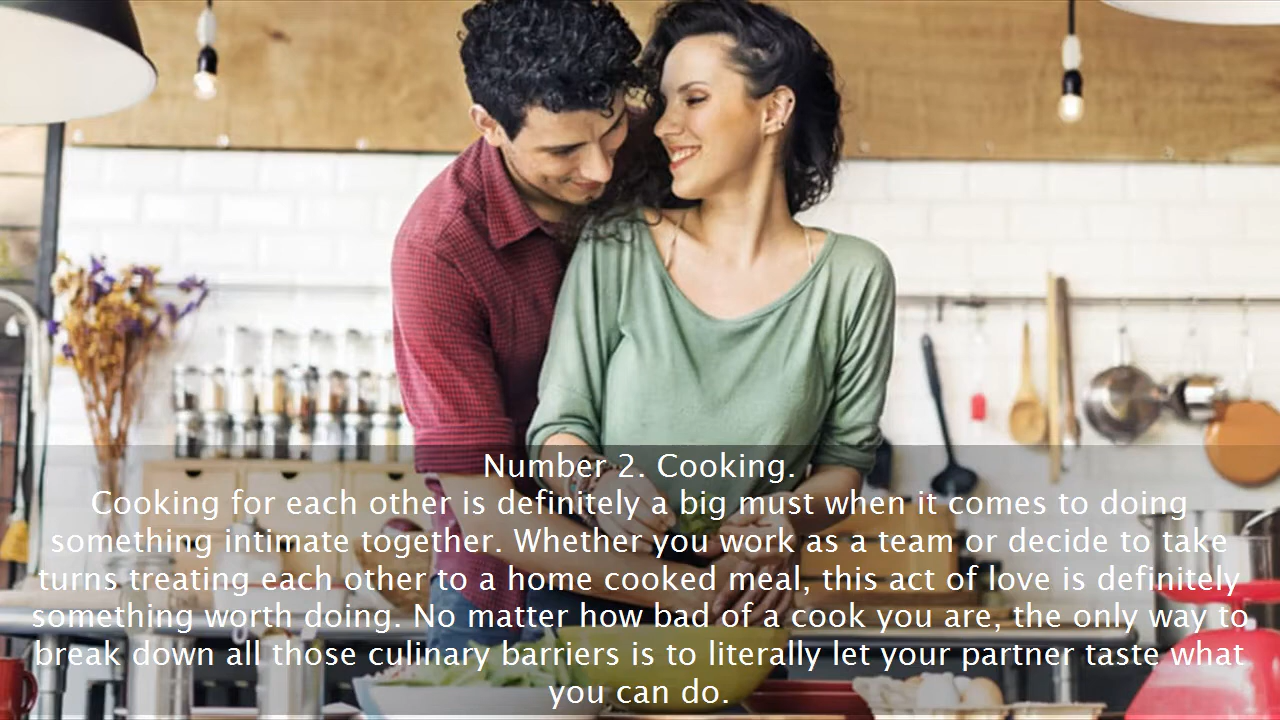 Number 2. Cooking.
Cooking for each other is definitely a big must when it comes to doing
something intimate together. Whether you work as a team or decide to take
turns treating each other to a home cooked meal, this act of love is definitely
something worth doing. No matter how bad of a cook you are, the only way to
break down all those culinary barriers is to literally let your partner taste what
you can do.